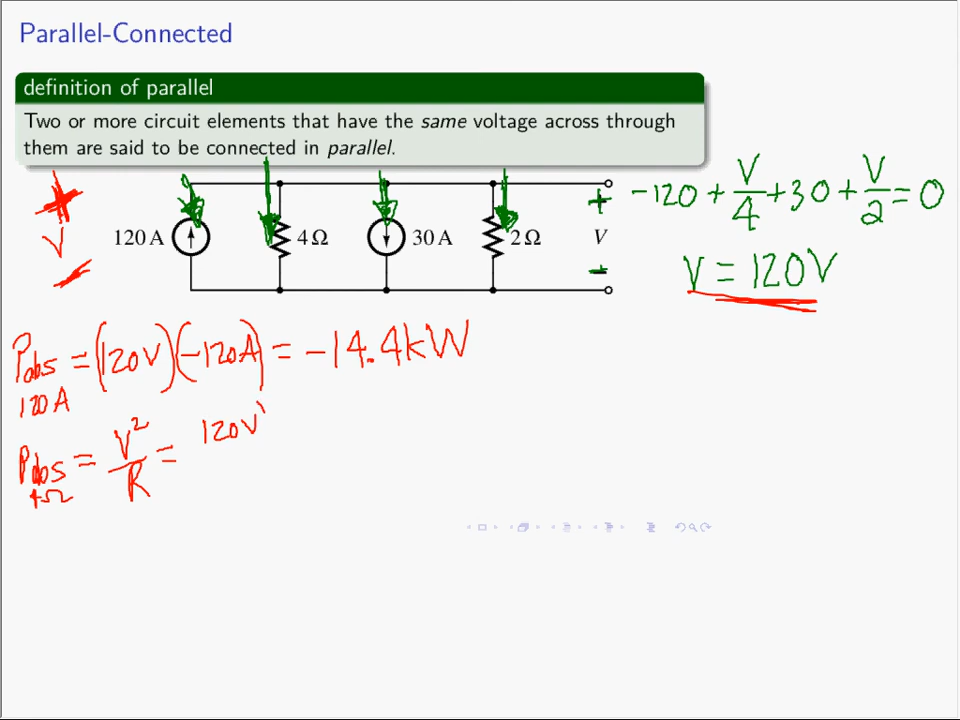 Parallel-Connected
definition of parallel
Two or more circuit elements that have the same voltage across through
them are said to be connected in parallel.
+
V
−
120 A
4 Ω
30 A
2 Ω
+
V
−
-120 + V/4 + 30 + V/2 = 0
V = 120V
Pabs 120A = (120V)(-120A) = -14.4kW
Pabs 4Ω = V²/R = 120V